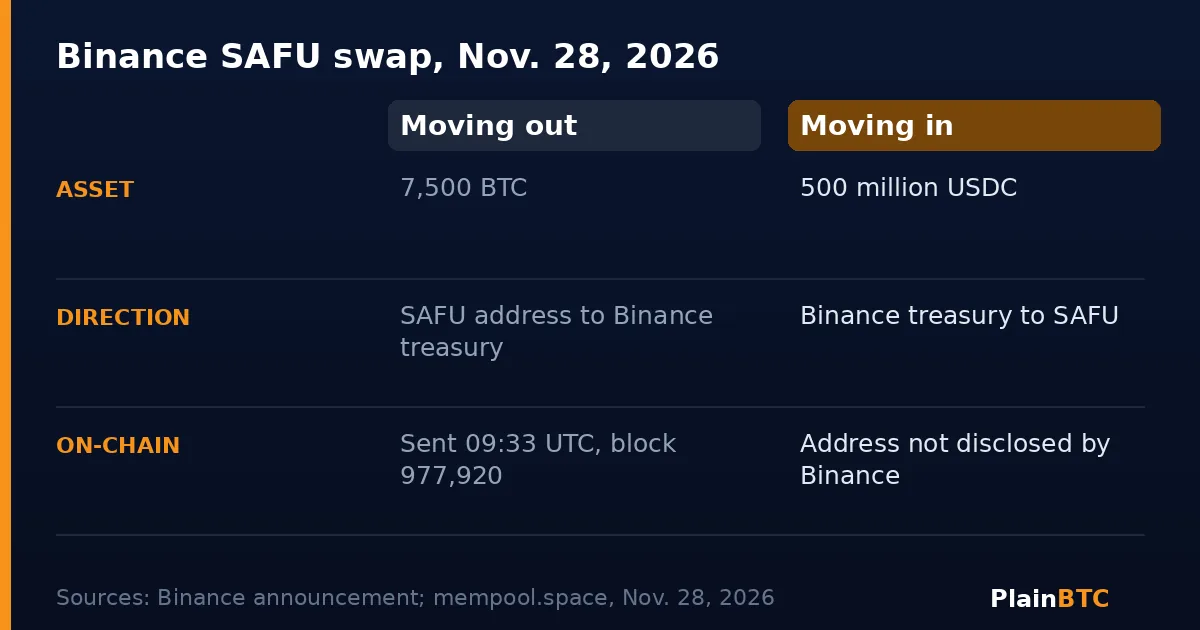 Binance SAFU swap, Nov. 28, 2026
Moving out
Moving in
ASSET
7,500 BTC
500 million USDC
DIRECTION
SAFU address to Binance
treasury
Binance treasury to SAFU
ON-CHAIN
Sent 09:33 UTC, block
977,920
Address not disclosed by
Binance
Sources: Binance announcement; mempool.space, Nov. 28, 2026
PlainBTC